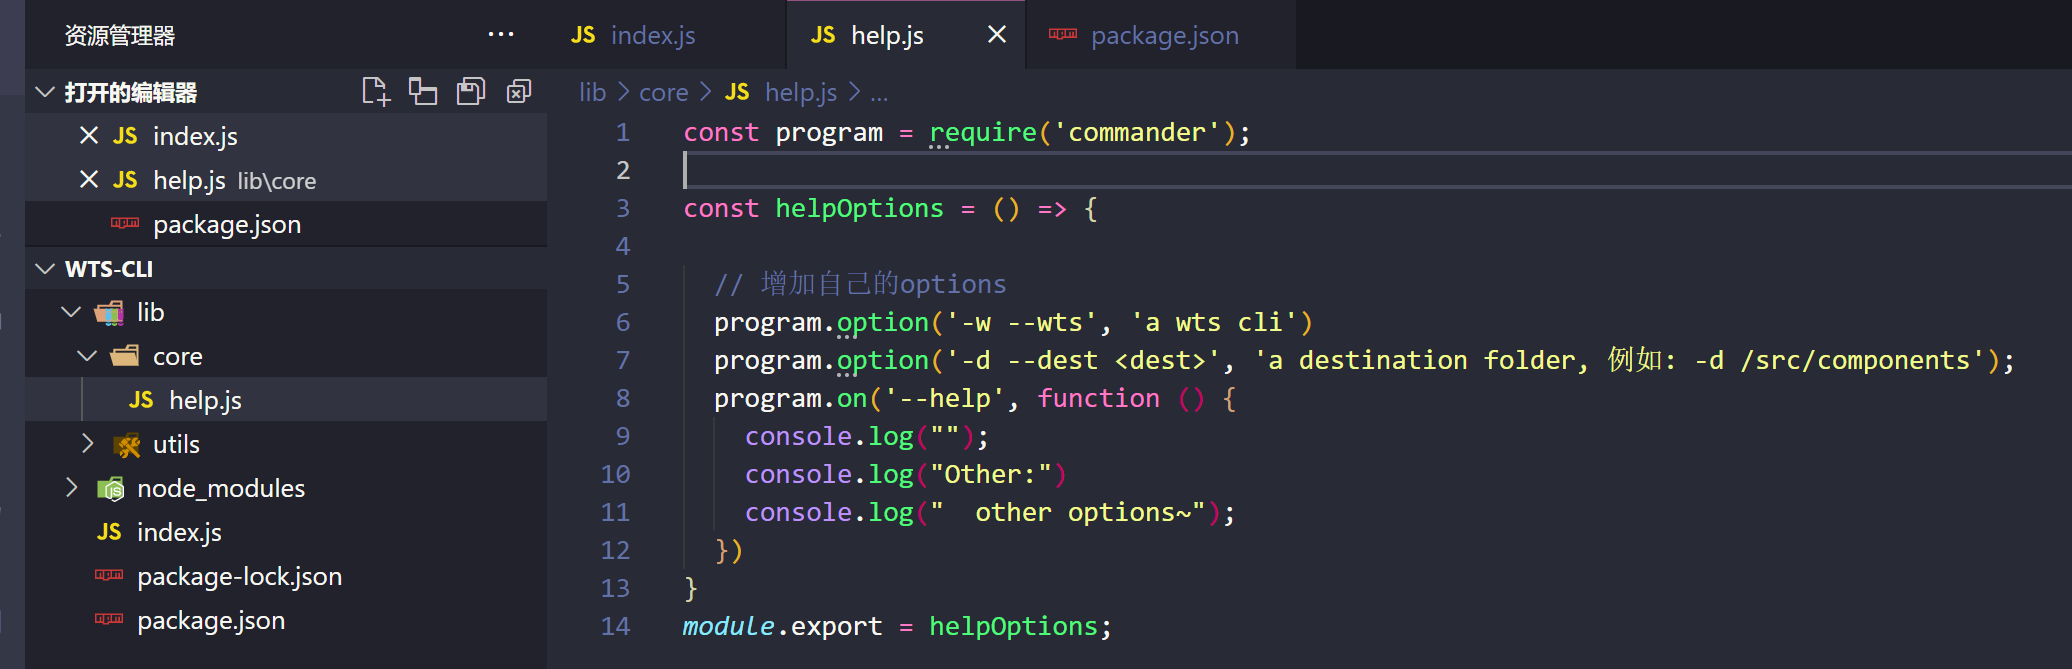 资源管理器 ...
打开的编辑器
JS index.js
JS help.js lib\core
package.json
WTS-CLI
lib
core
JS help.js
utils
node_modules
JS index.js
package-lock.json
package.json
JS index.js JS help.js package.json
lib > core > JS help.js > ...
1 const program = require('commander');
2
3 const helpOptions = () => {
4
5 // 增加自己的options
6 program.option('-w --wts', 'a wts cli')
7 program.option('-d --dest <dest>', 'a destination folder, 例如: -d /src/components');
8 program.on('--help', function () {
9 console.log("");
10 console.log("Other:")
11 console.log("  other options~");
12 })
13 }
14 module.export = helpOptions;